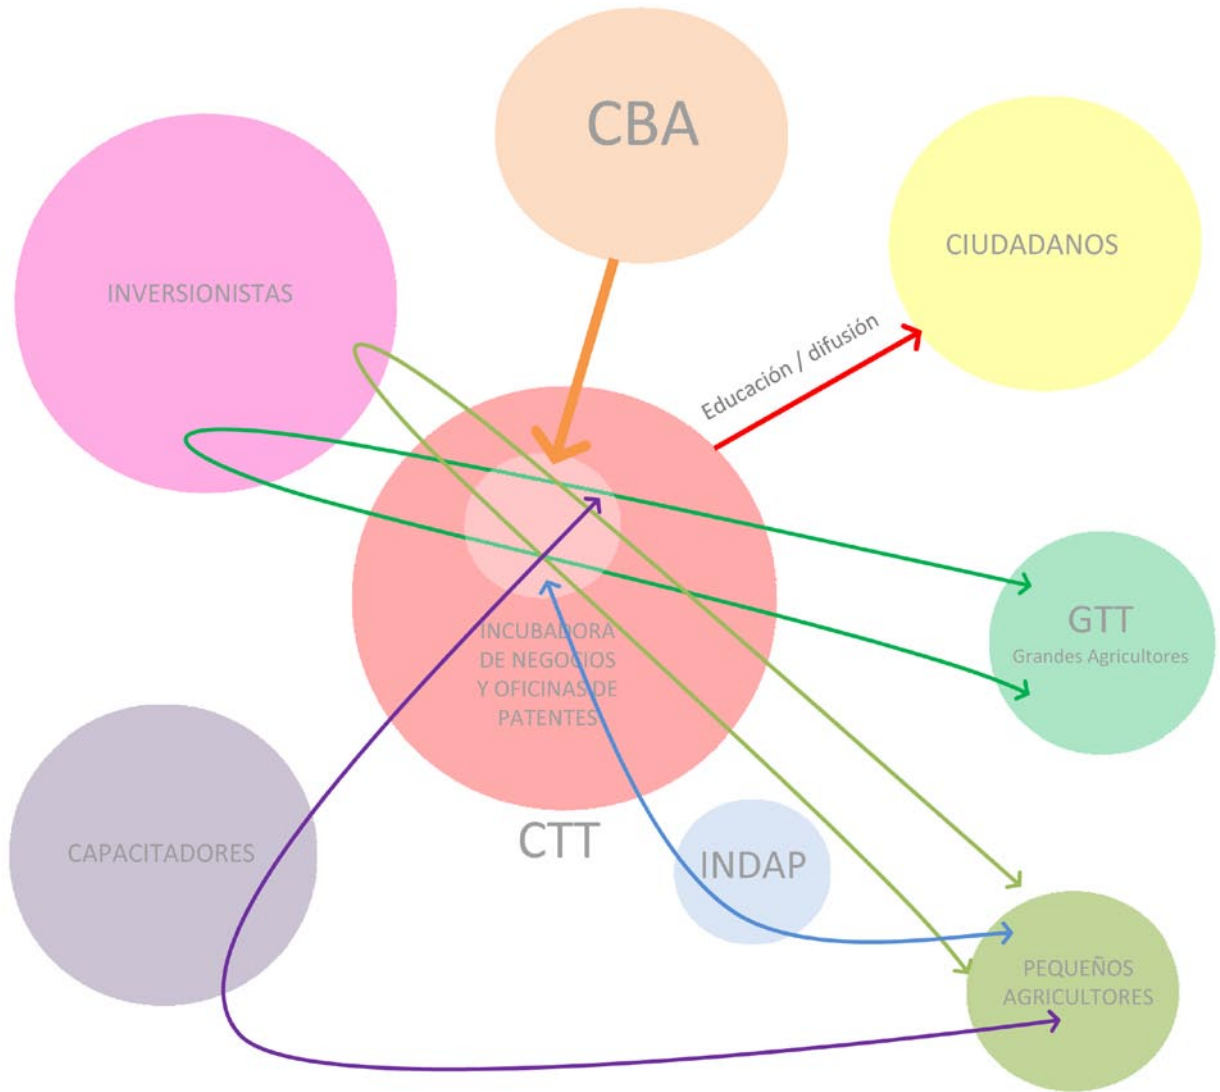 CBA
CIUDADANOS
INVERSIONISTAS
Educación / difusión
GTT
Grandes Agricultores
INCUBADORA
DE NEGOCIOS
Y OFICINAS DE
PATENTES
CTT
CAPACITADORES
INDAP
PEQUEÑOS
AGRICULTORES